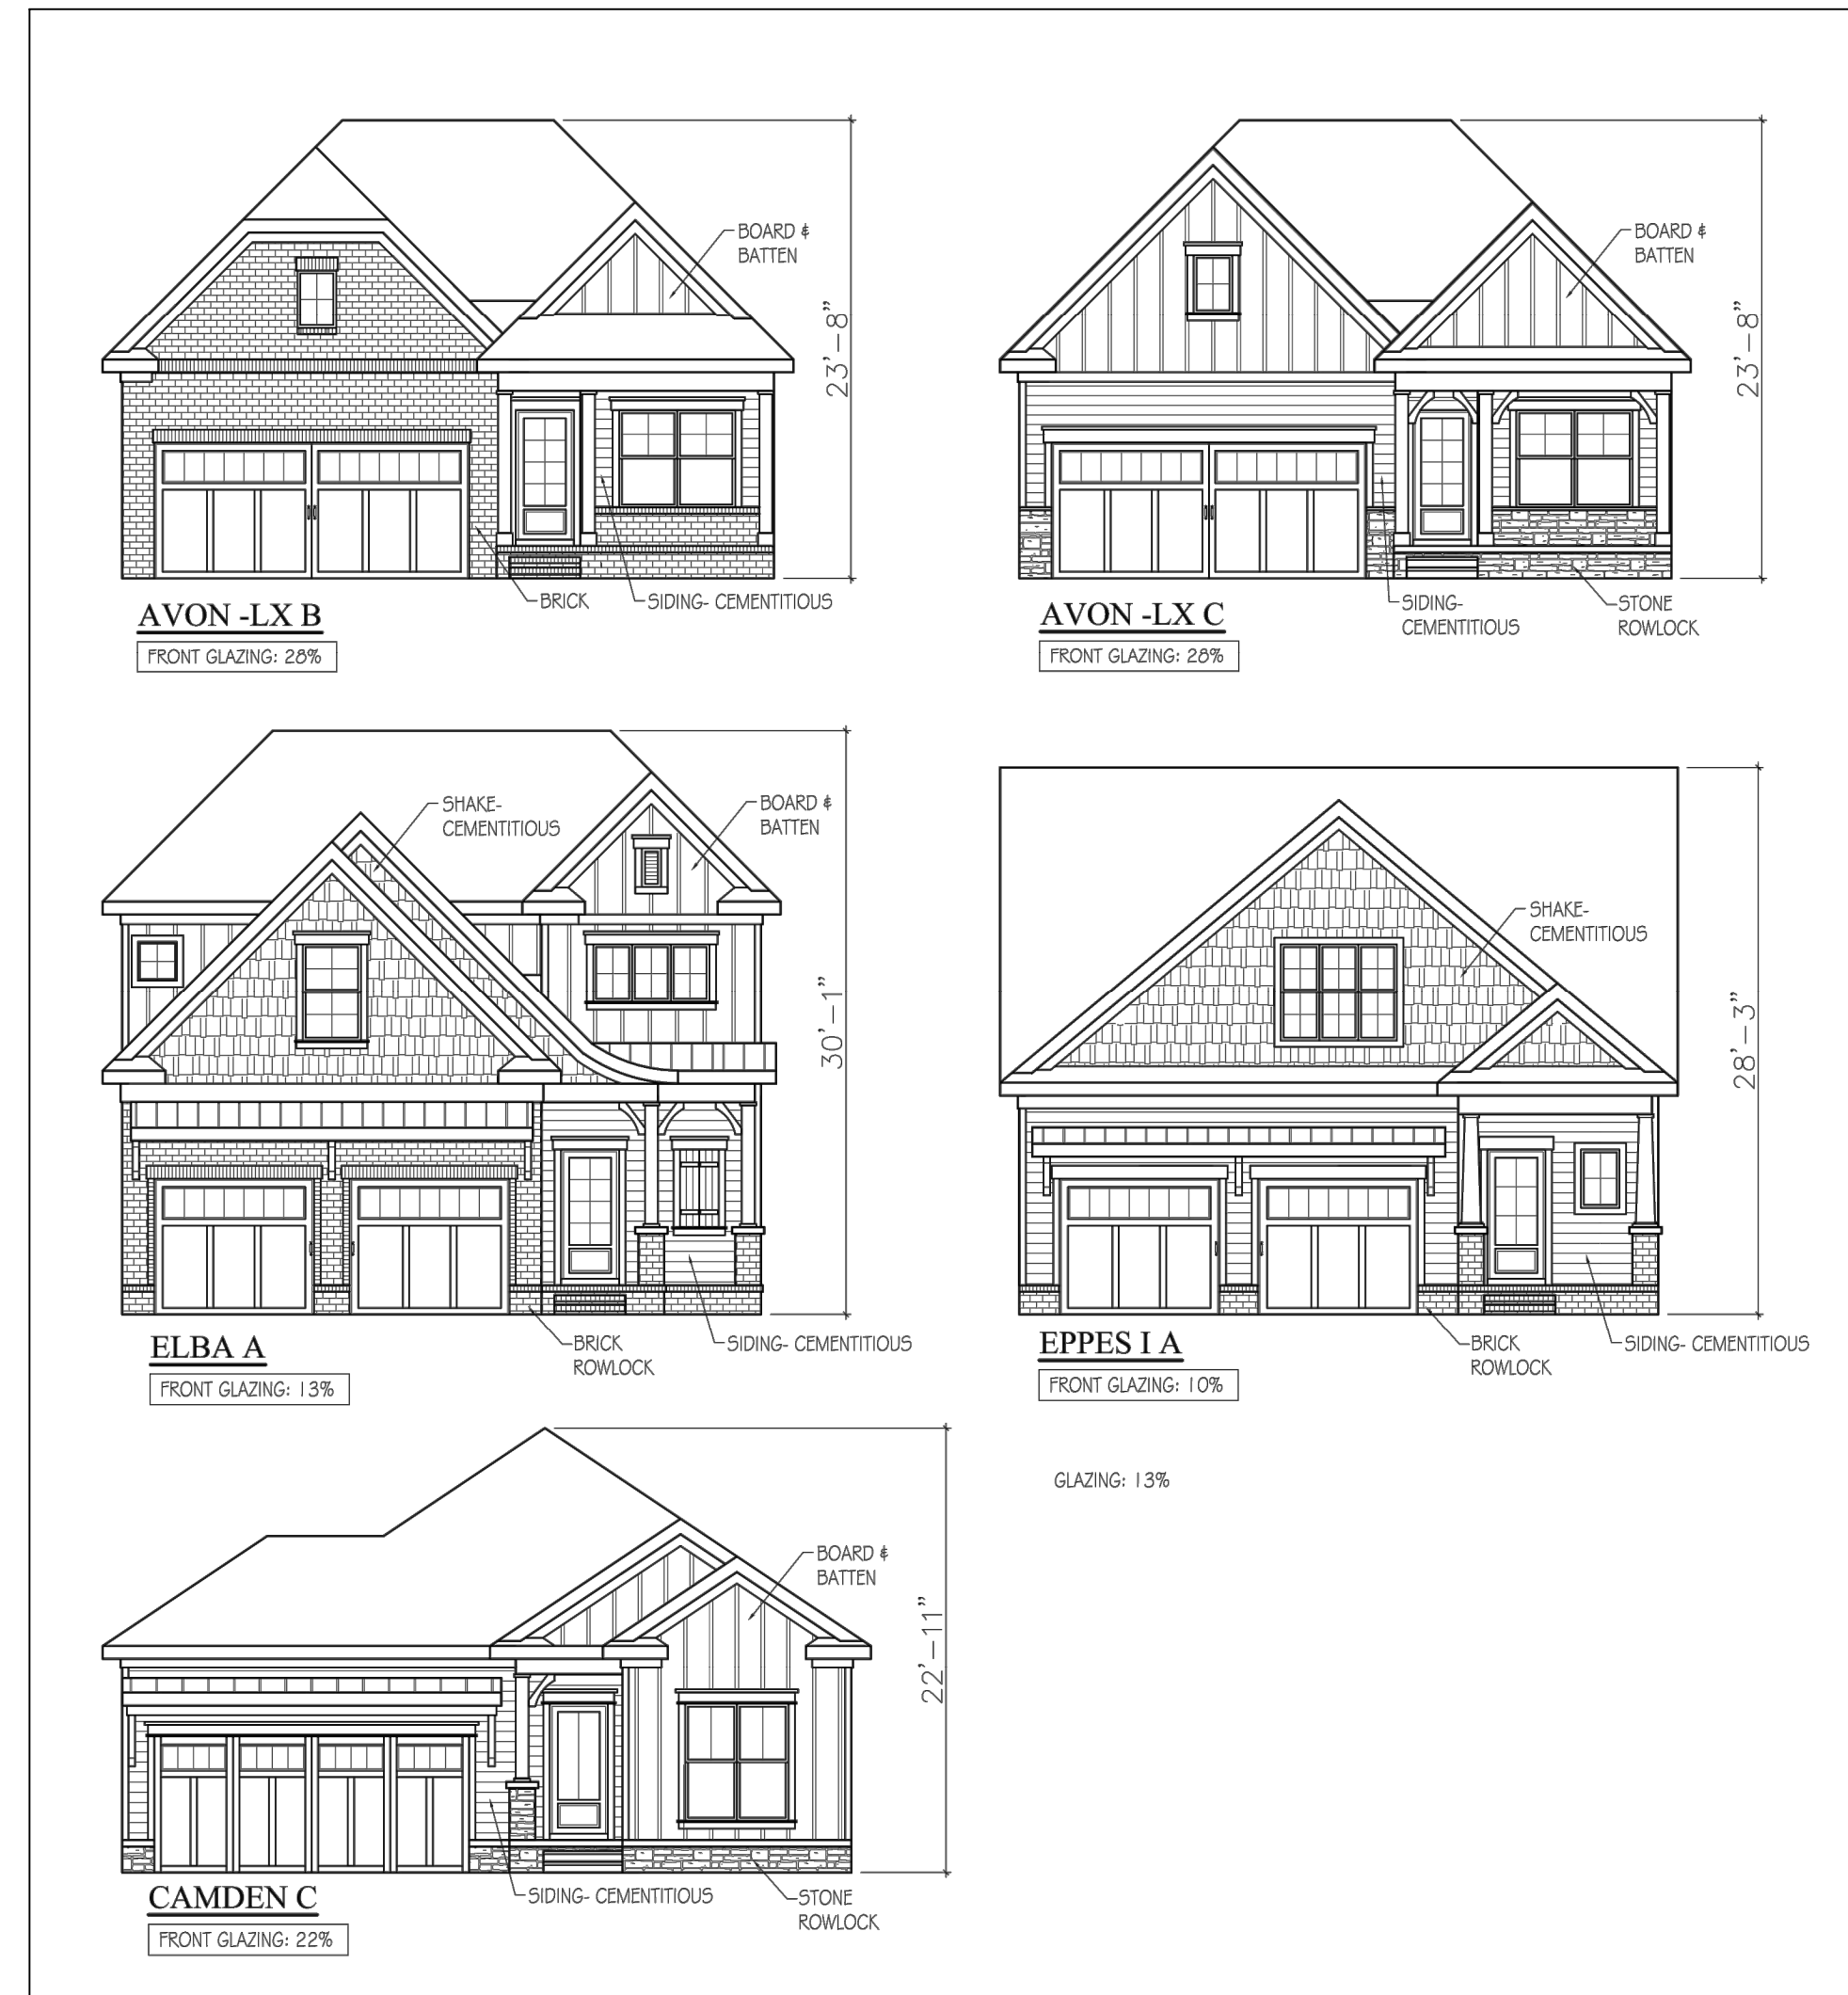 BOARD &
BATTEN
23'-8"
BRICK
SIDING- CEMENTITIOUS
AVON -LX B
FRONT GLAZING: 28%
BOARD &
BATTEN
23'-8"
SIDING-
CEMENTITIOUS
STONE
ROWLOCK
AVON -LX C
FRONT GLAZING: 28%
SHAKE-
CEMENTITIOUS
BOARD &
BATTEN
30'-1"
BRICK
ROWLOCK
SIDING- CEMENTITIOUS
ELBA A
FRONT GLAZING: 13%
SHAKE-
CEMENTITIOUS
28'-3"
BRICK
ROWLOCK
SIDING- CEMENTITIOUS
EPPES I A
FRONT GLAZING: 10%
GLAZING: 13%
BOARD &
BATTEN
22'-11"
SIDING- CEMENTITIOUS
STONE
ROWLOCK
CAMDEN C
FRONT GLAZING: 22%